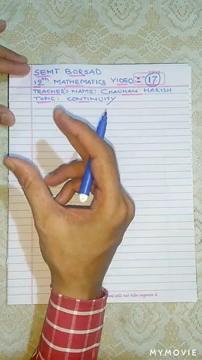 SEMT BORSAD
12th MATHEMATICS VIDEO :- 17
TEACHER'S NAME: CHAUHAN HARISH
TOPIC: CONTINUITY
MYMOVIE